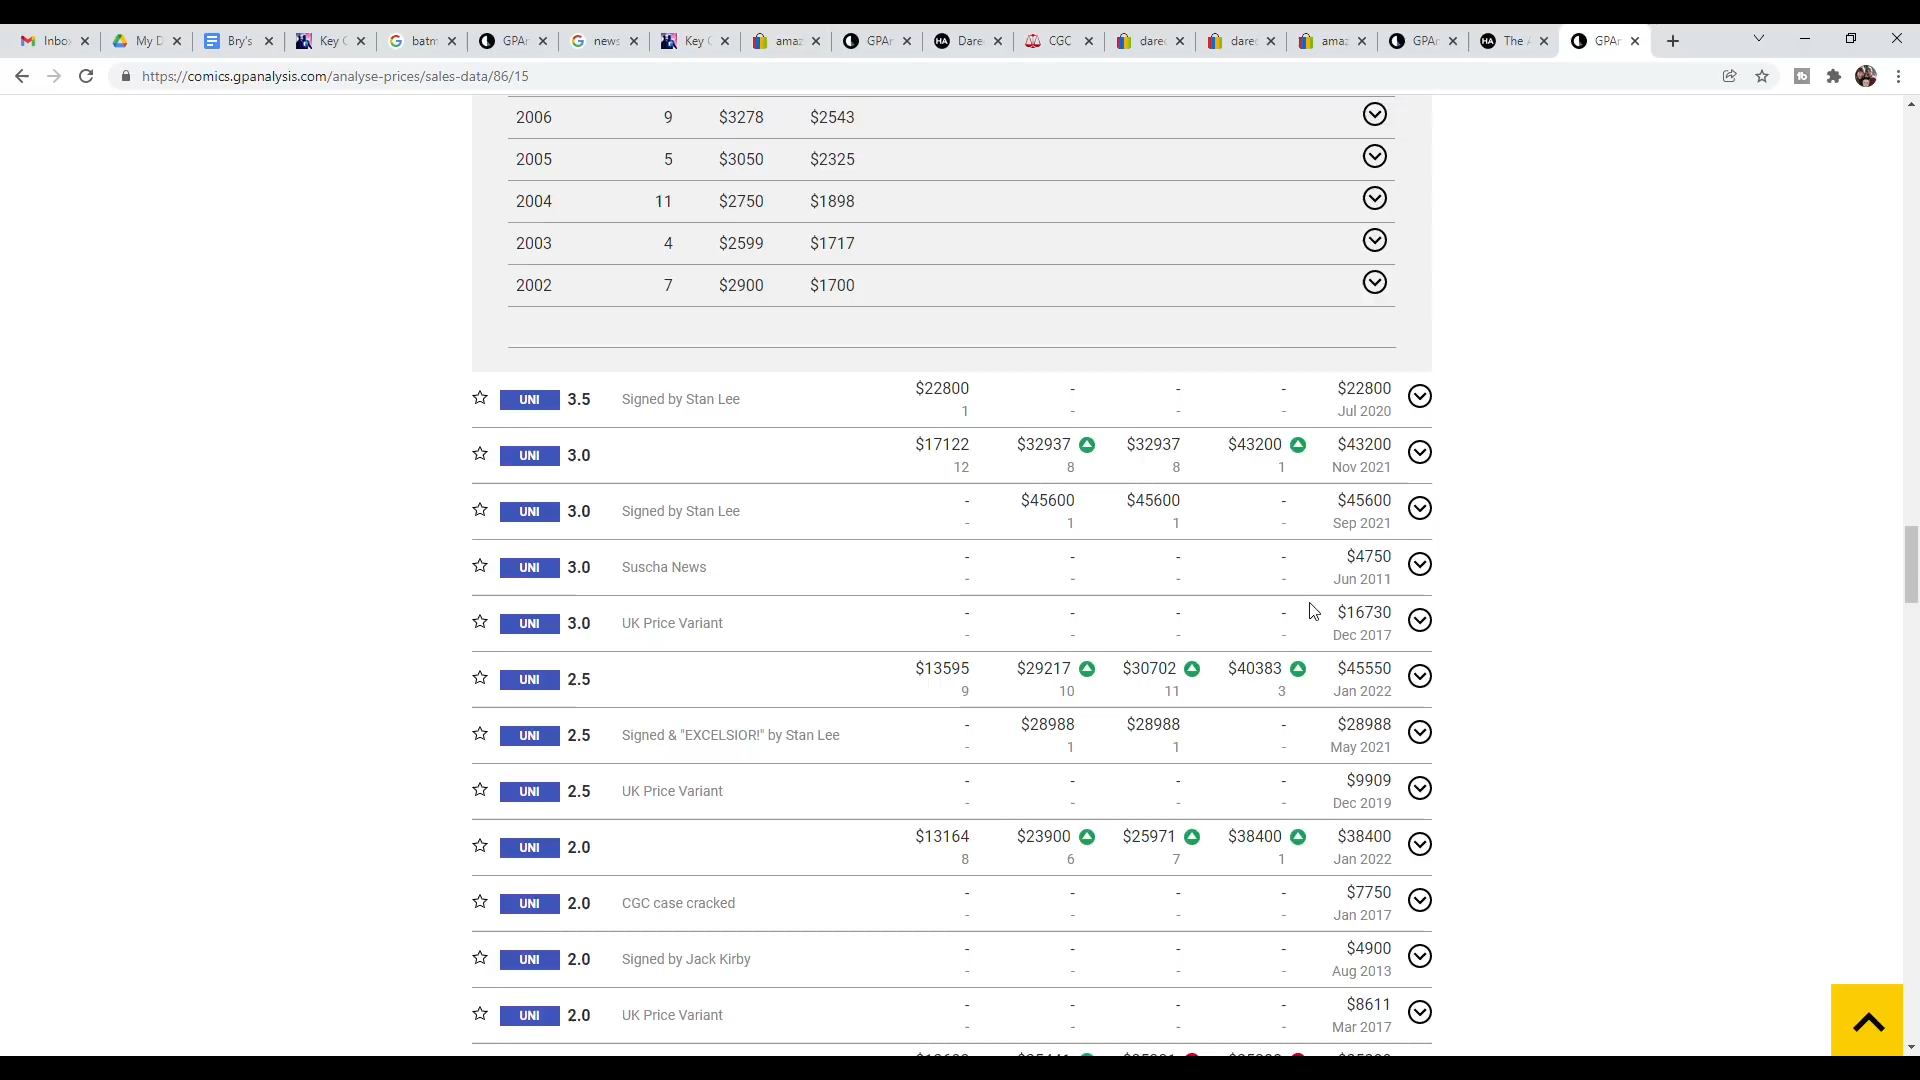 Inbo My D Bry's Key C batm GPAn news Key C amaz GPAn HA Dare CGC darec darec amaz GPAn HA The A GPAn
https://comics.gpanalysis.com/analyse-prices/sales-data/86/15
2006 9 $3278 $2543
2005 5 $3050 $2325
2004 11 $2750 $1898
2003 4 $2599 $1717
2002 7 $2900 $1700
UNI 3.5 Signed by Stan Lee $22800 - - - $22800
1 - - - Jul 2020
UNI 3.0 $17122 $32937 $32937 $43200 $43200
12 8 8 1 Nov 2021
UNI 3.0 Signed by Stan Lee - $45600 $45600 - $45600
- 1 1 - Sep 2021
UNI 3.0 Suscha News - - - - $4750
- - - - Jun 2011
UNI 3.0 UK Price Variant - - - - $16730
- - - - Dec 2017
UNI 2.5 $13595 $29217 $30702 $40383 $45550
9 10 11 3 Jan 2022
UNI 2.5 Signed & "EXCELSIOR!" by Stan Lee - $28988 $28988 - $28988
- 1 1 - May 2021
UNI 2.5 UK Price Variant - - - - $9909
- - - - Dec 2019
UNI 2.0 $13164 $23900 $25971 $38400 $38400
8 6 7 1 Jan 2022
UNI 2.0 CGC case cracked - - - - $7750
- - - - Jan 2017
UNI 2.0 Signed by Jack Kirby - - - - $4900
- - - - Aug 2013
UNI 2.0 UK Price Variant - - - - $8611
- - - - Mar 2017